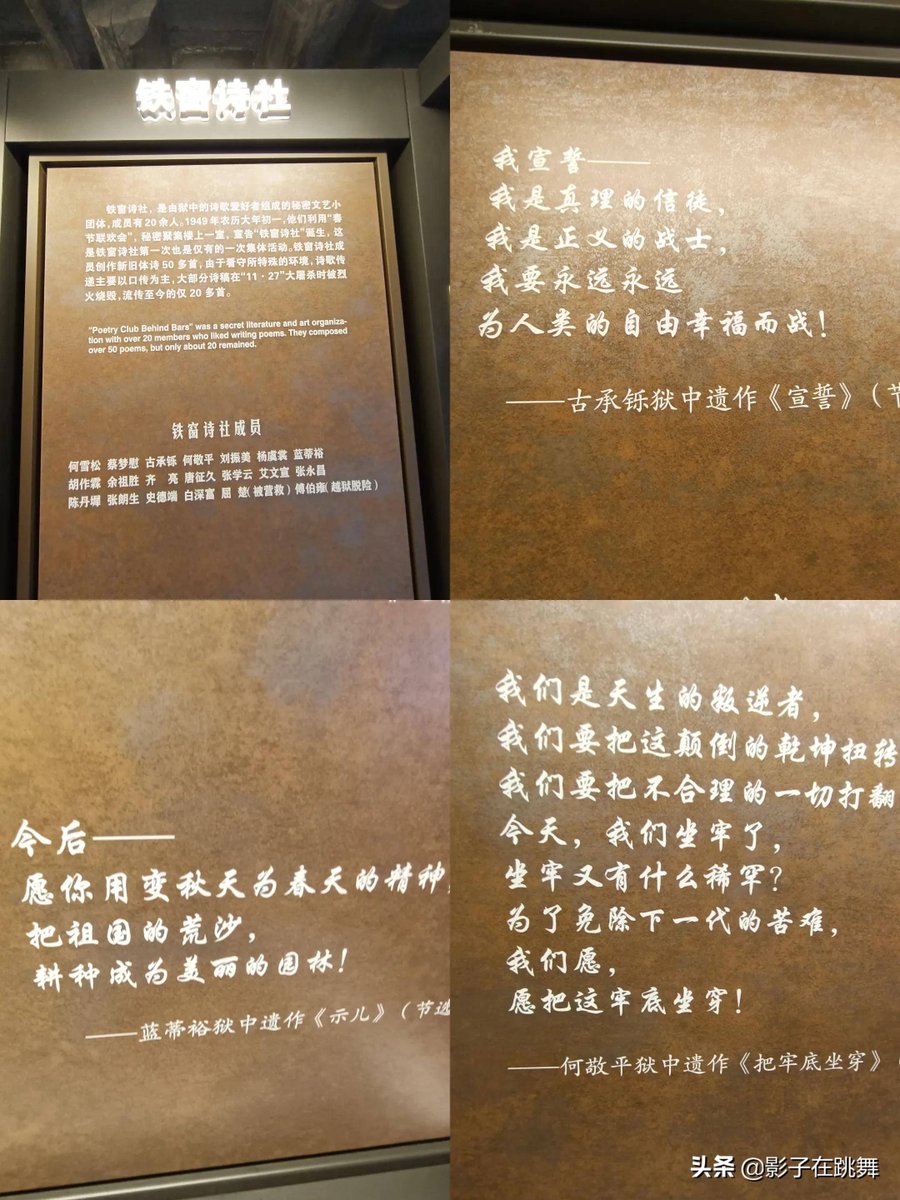 铁窗诗社
铁窗诗社，是由狱中的诗歌爱好者组成的秘密文艺小
团体，成员有 20 余人。1949 年农历大年初一，他们利用“春
节联欢会”，秘密聚集楼上一室，宣告“铁窗诗社”诞生，这
是铁窗诗社第一次也是仅有的一次集体活动。铁窗诗社成
员创作新旧体诗 50 多首，由于看守所特殊的环境，诗歌传
递主要以口传为主，大部分诗稿在“11·27”大屠杀时被烈
火烧毁，流传至今的仅 20 多首。
"Poetry Club Behind Bars" was a secret literature and art organiza-
tion with over 20 members who liked writing poems. They composed
over 50 poems, but only about 20 remained.
铁窗诗社成员
何雪松 蔡梦慰 古承铄 何敬平 刘振美 杨虞裳 蓝蒂裕
胡作霖 余祖胜 齐 亮 唐征久 张学云 艾文宣 张永昌
陈丹墀 张朗生 史德端 白深富 屈 楚(被营救) 傅伯雍(越狱脱险)
我宣誓——
我是真理的信徒，
我是正义的战士，
我要永远永远
为人类的自由幸福而战！
——古承铄狱中遗作《宣誓》（节
今后——
愿你用变秋天为春天的精神，
把祖国的荒沙，
耕种成为美丽的园林！
——蓝蒂裕狱中遗作《示儿》（节选
我们是天生的叛逆者，
我们要把这颠倒的乾坤扭转
我们要把不合理的一切打翻
今天，我们坐牢了，
坐牢又有什么稀罕？
为了免除下一代的苦难，
我们愿，
愿把这牢底坐穿！
——何敬平狱中遗作《把牢底坐穿》（
头条 @影子在跳舞